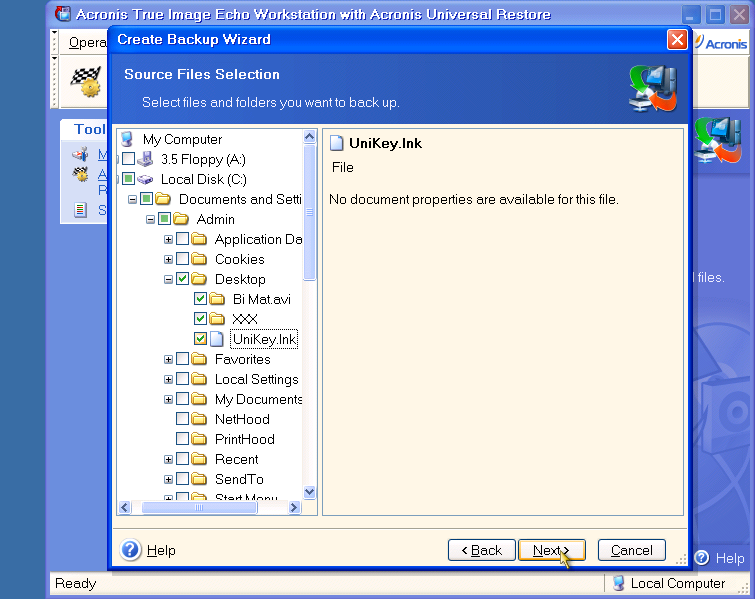 Acronis True Image Echo Workstation with Acronis Universal Restore
Opera
Acronis
Create Backup Wizard
Source Files Selection
Select files and folders you want to back up.
Tool
M
A
R
S
My Computer
3.5 Floppy (A:)
Local Disk (C:)
Documents and Setti
Admin
Application Da
Cookies
Desktop
Bi Mat.avi
XXX
UniKey.lnk
Favorites
Local Settings
My Documents
NetHood
PrintHood
Recent
SendTo
Start Menu
UniKey.lnk
File
No document properties are available for this file.
files.
Help
< Back
Next >
Cancel
Help
Ready
Local Computer